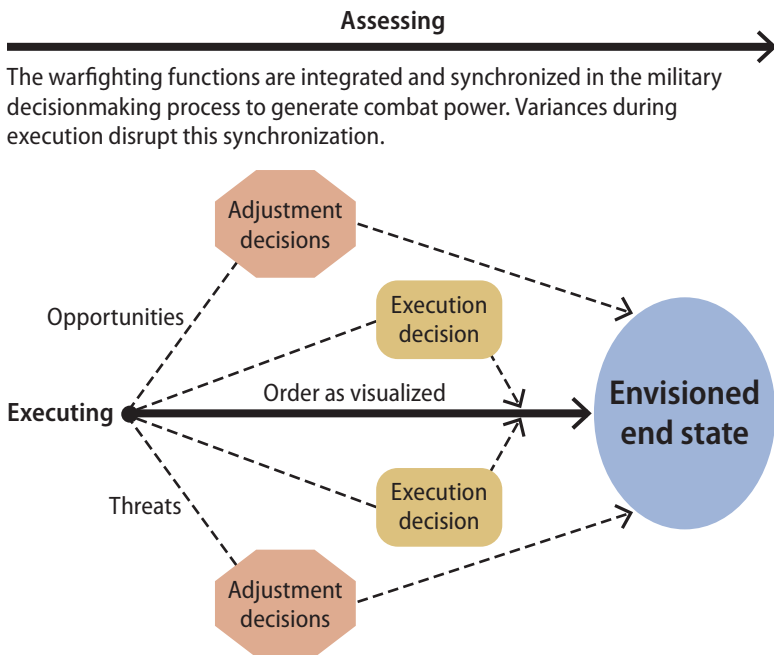 Assessing
The warfighting functions are integrated and synchronized in the military
decisionmaking process to generate combat power. Variances during
execution disrupt this synchronization.
Adjustment
decisions
Opportunities
Execution
decision
Order as visualized
Executing
Envisioned
end state
Threats
Execution
decision
Adjustment
decisions